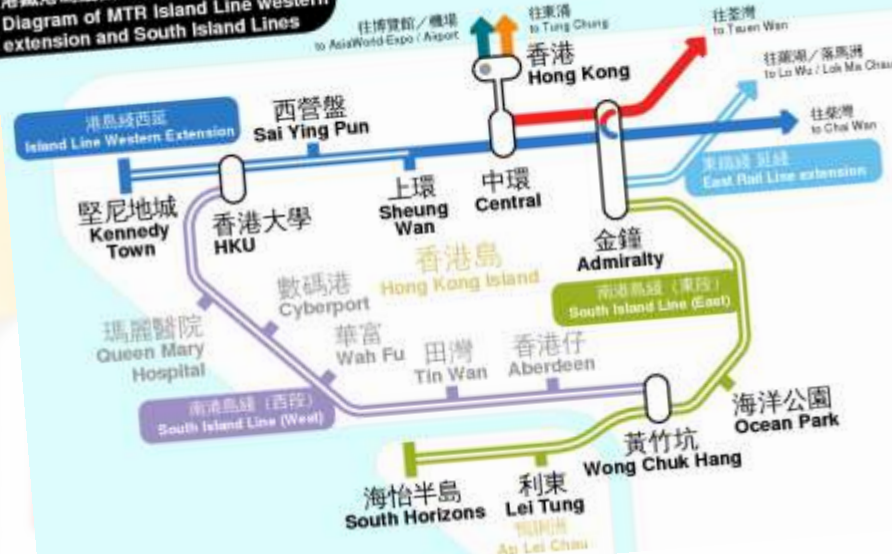 Diagram of MTR Island Line Western
extension and South Island Lines
往博覽館／機場
to AsiaWorld-Expo / Airport
往東涌
to Tung Chung
往荃灣
to Tsuen Wan
香港
Hong Kong
往羅湖／落馬洲
to Lo Wu / Lok Ma Chau
港島綫西延
Island Line Western Extension
西營盤
Sai Ying Pun
往柴灣
to Chai Wan
東鐵綫 延綫
East Rail Line extension
堅尼地城
Kennedy
Town
香港大學
HKU
上環
Sheung
Wan
中環
Central
金鐘
Admiralty
香港島
Hong Kong Island
數碼港
Cyberport
南港島綫（東段）
South Island Line (East)
瑪麗醫院
Queen Mary
Hospital
華富
Wah Fu
田灣
Tin Wan
香港仔
Aberdeen
南港島綫（西段）
South Island Line (West)
海洋公園
Ocean Park
黃竹坑
Wong Chuk Hang
海怡半島
South Horizons
利東
Lei Tung
鴨脷洲
Ap Lei Chau